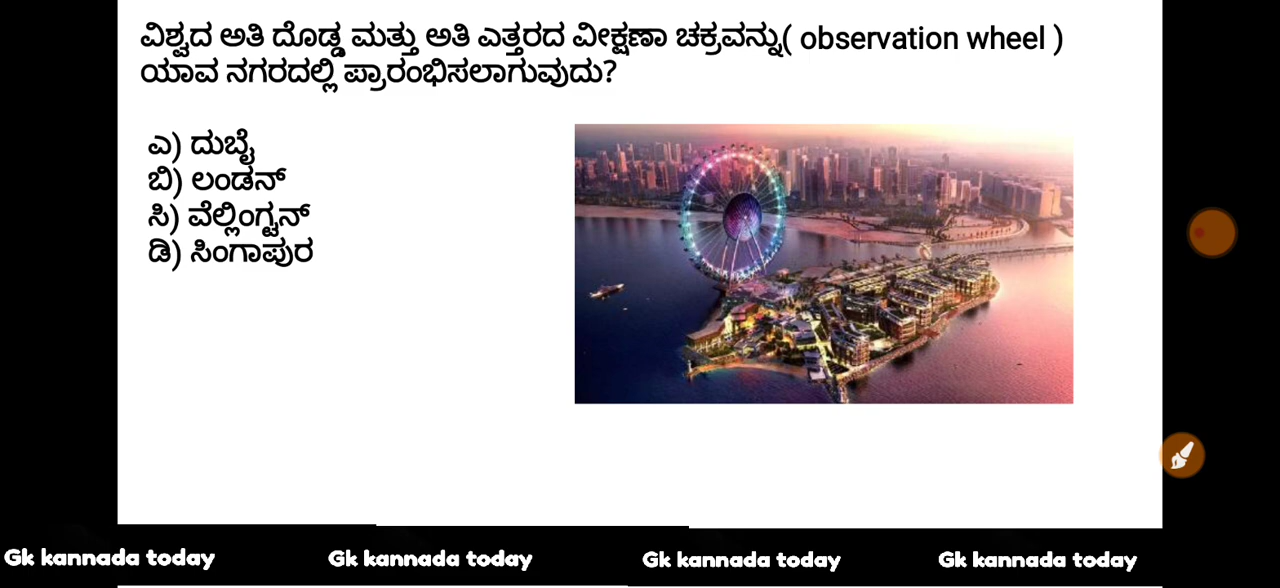 ವಿಶ್ವದ ಅತಿ ದೊಡ್ಡ ಮತ್ತು ಅತಿ ಎತ್ತರದ ವೀಕ್ಷಣಾ ಚಕ್ರವನ್ನು( observation wheel )
ಯಾವ ನಗರದಲ್ಲಿ ಪ್ರಾರಂಭಿಸಲಾಗುವುದು?
ಎ) ದುಬೈ
ಬಿ) ಲಂಡನ್
ಸಿ) ವೆಲ್ಲಿಂಗ್ಟನ್
ಡಿ) ಸಿಂಗಾಪುರ
Gk kannada today Gk kannada today Gk kannada today Gk kannada today